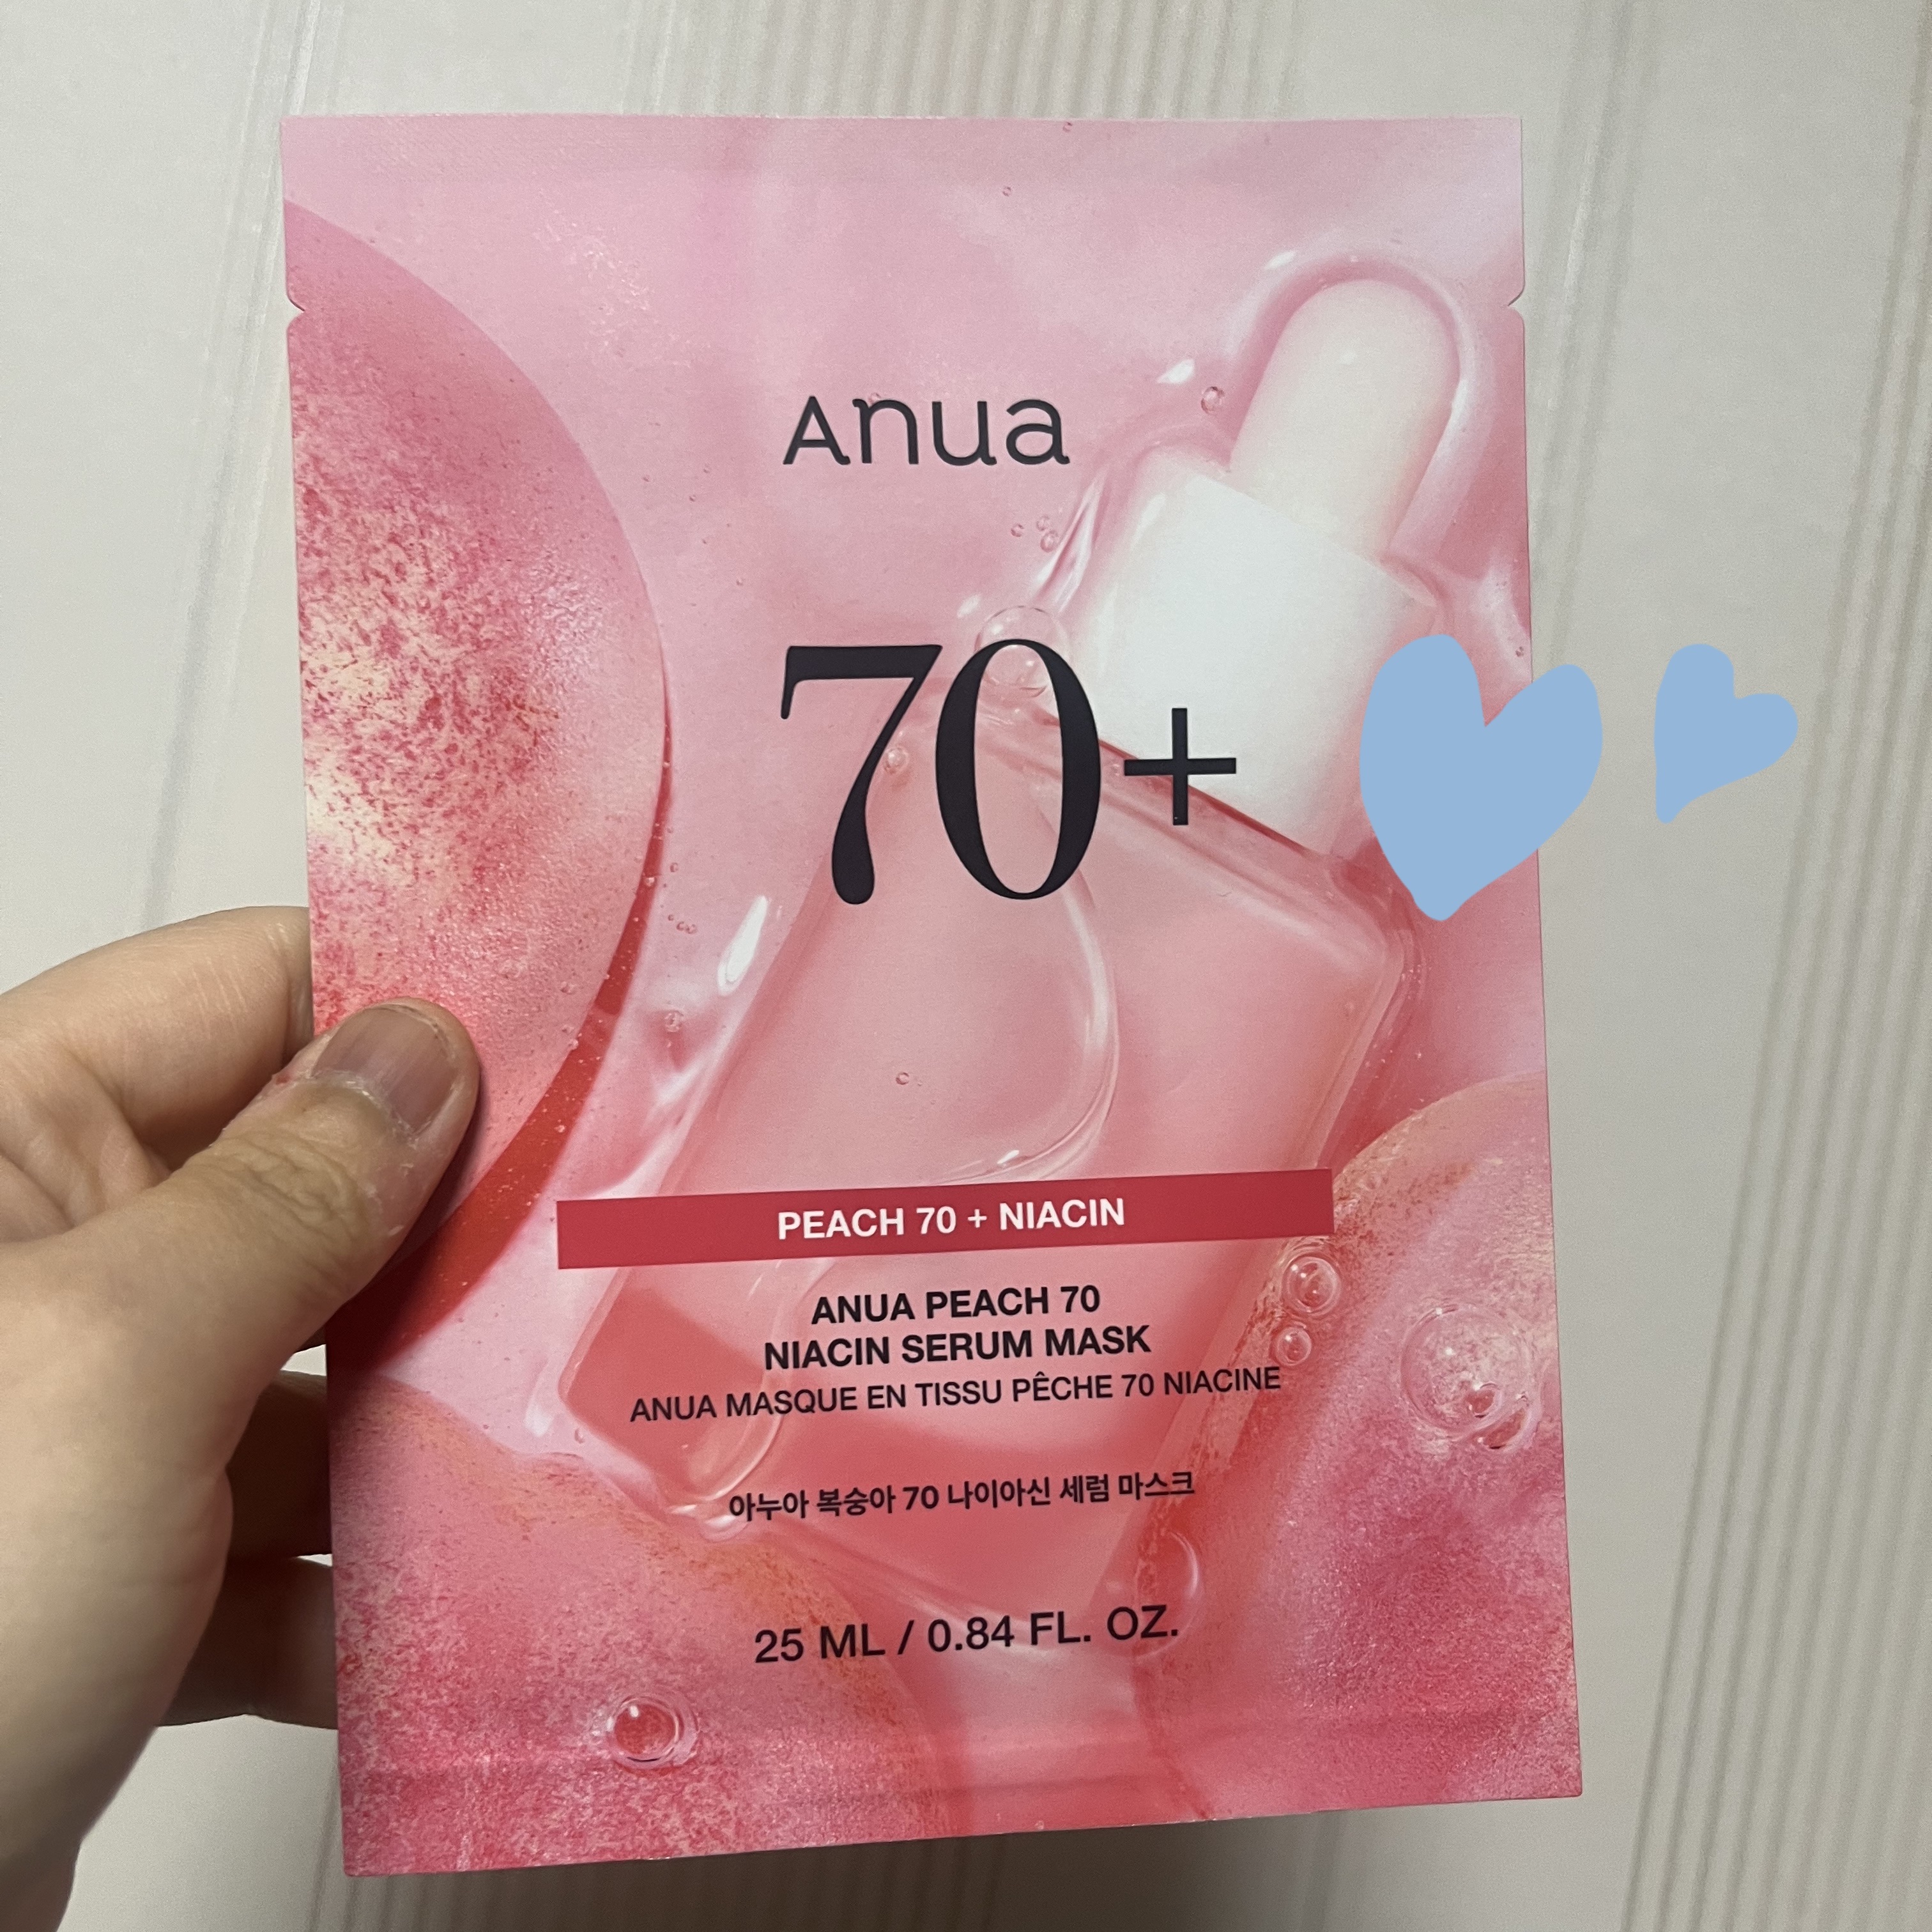 Anua
70+
PEACH 70 + NIACIN
ANUA PEACH 70
NIACIN SERUM MASK
ANUA MASQUE EN TISSU PÊCHE 70 NIACINE
아누아 복숭아 70 나이아신 세럼 마스크
25 ML / 0.84 FL. OZ.